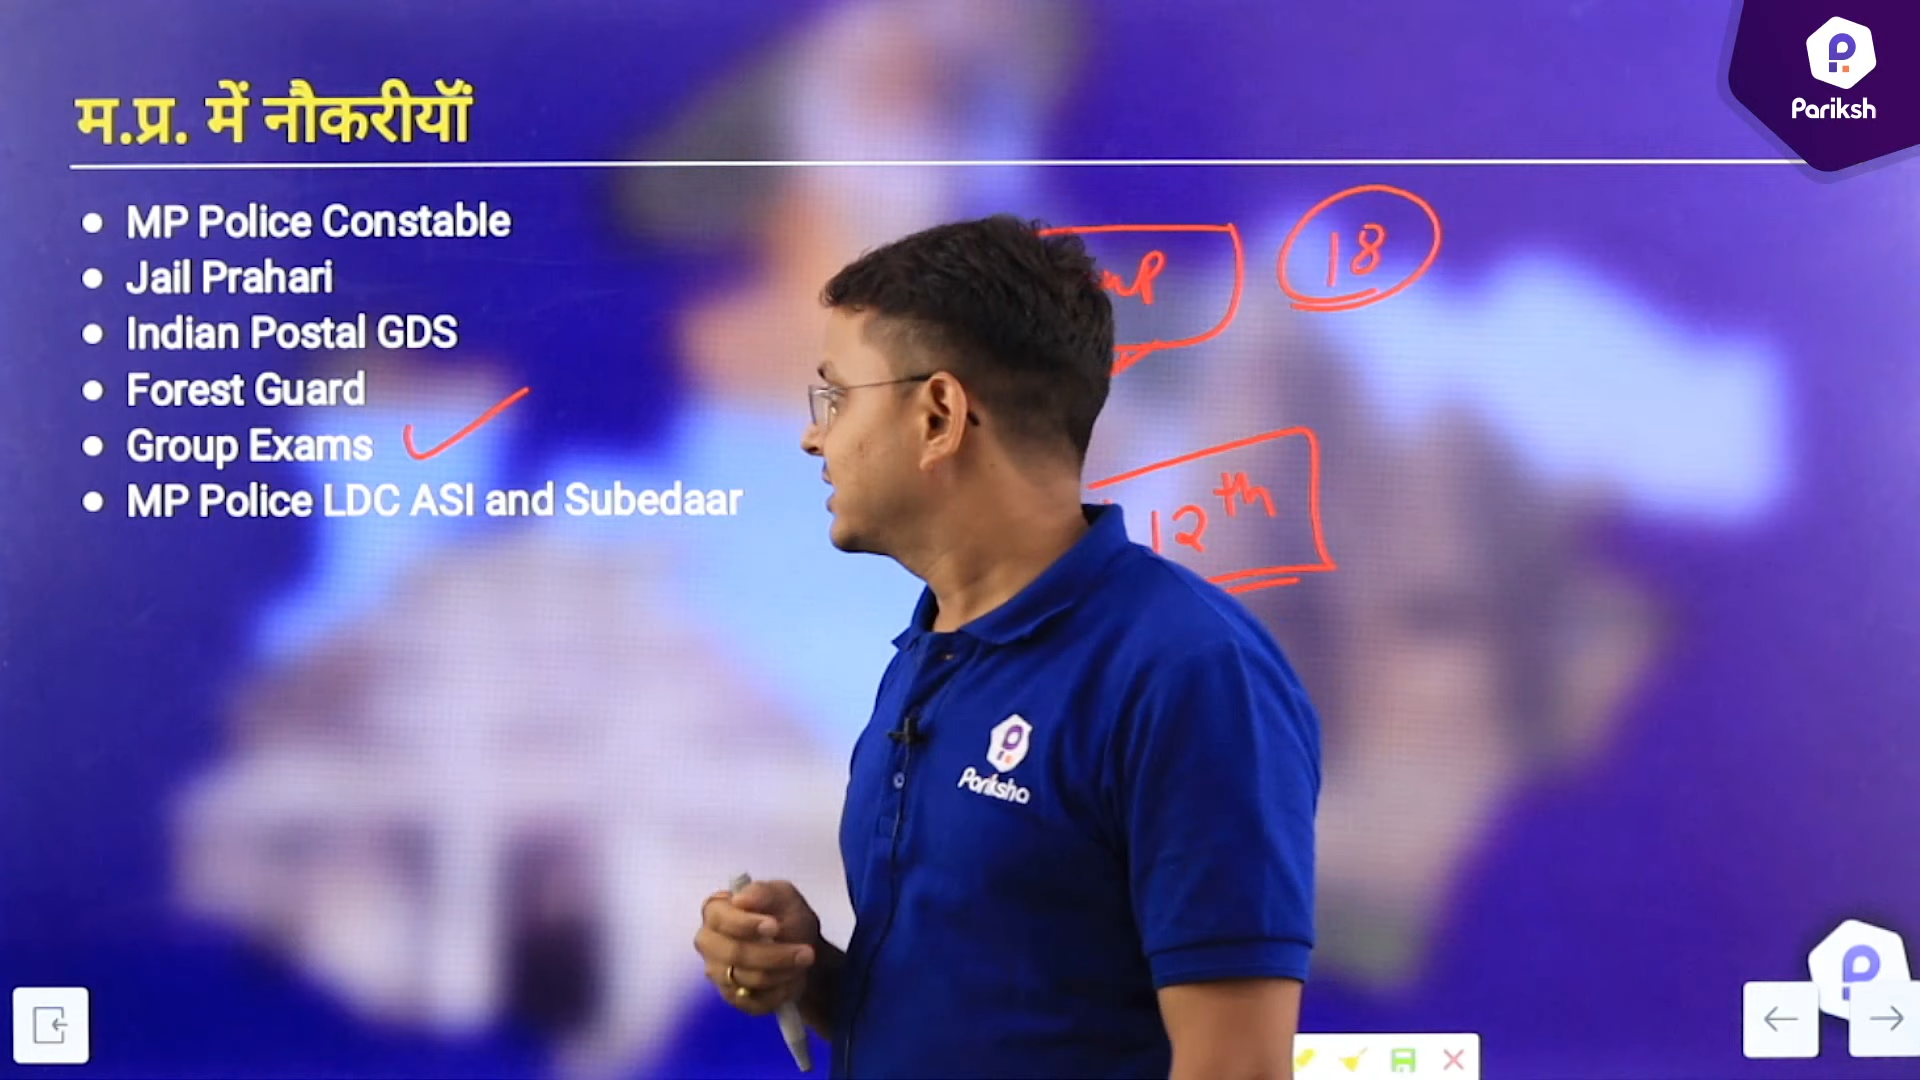 म.प्र. में नौकरीयॉं
MP Police Constable
Jail Prahari
Indian Postal GDS
Forest Guard
Group Exams
MP Police LDC ASI and Subedaar
MP
18
12th
Pariksh
Pariksha